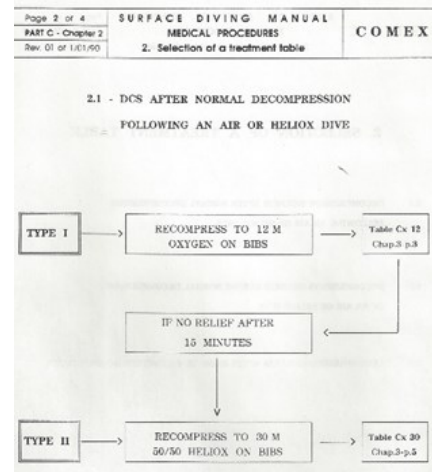 Page 2 of 4
PART C - Chapter 2
Rev. 01 of 1/01/90
SURFACE DIVING MANUAL
MEDICAL PROCEDURES
2. Selection of a treatment table
COMEX
2.1 - DCS AFTER NORMAL DECOMPRESSION
FOLLOWING AN AIR OR HELIOX DIVE
TYPE I
RECOMPRESS TO 12 M
OXYGEN ON BIBS
Table Cx 12
Chap.3 p.3
IF NO RELIEF AFTER
15 MINUTES
TYPE II
RECOMPRESS TO 30 M
50/50 HELIOX ON BIBS
Table Cx 30
Chap.3-p.5